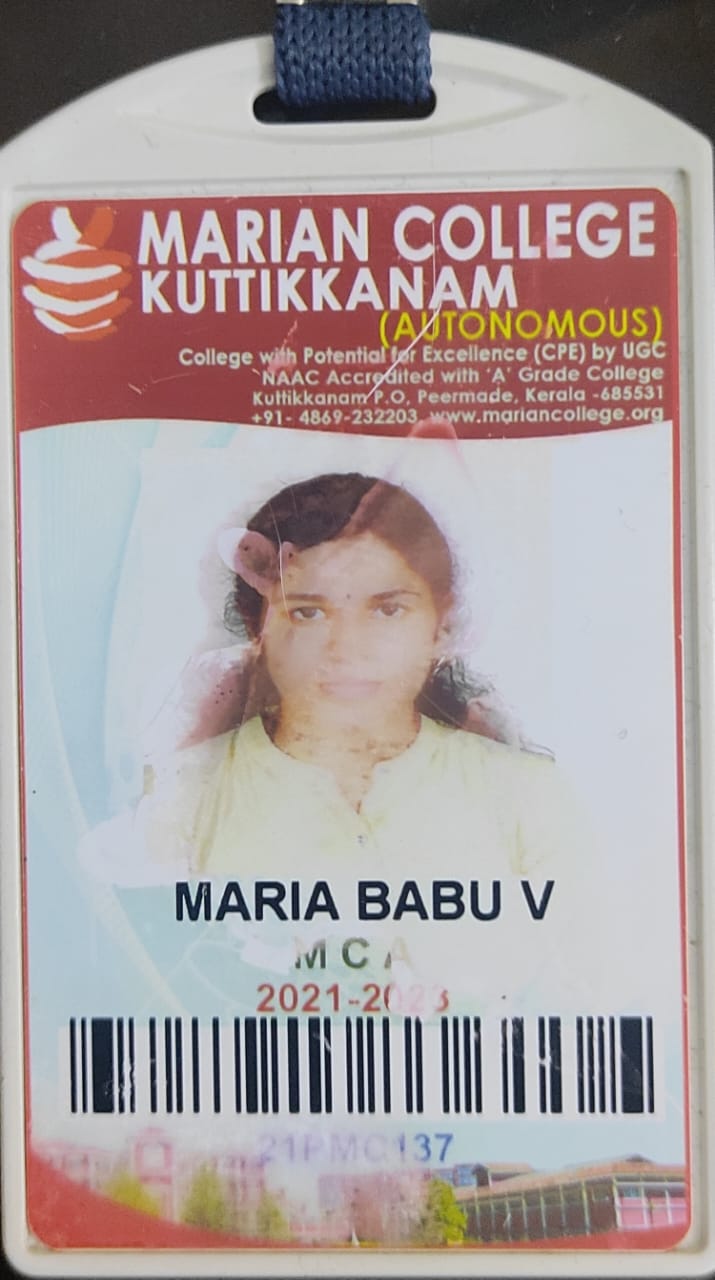 MARIAN COLLEGE
KUTTIKKANAM
(AUTONOMOUS)
College with Potential for Excellence (CPE) by UGC
NAAC Accredited with 'A' Grade College
Kuttikkanam P.O, Peermade, Kerala -685531
+91- 4869-232203 www.mariancollege.org
MARIA BABU V
M C A
2021-2023
21PMC137